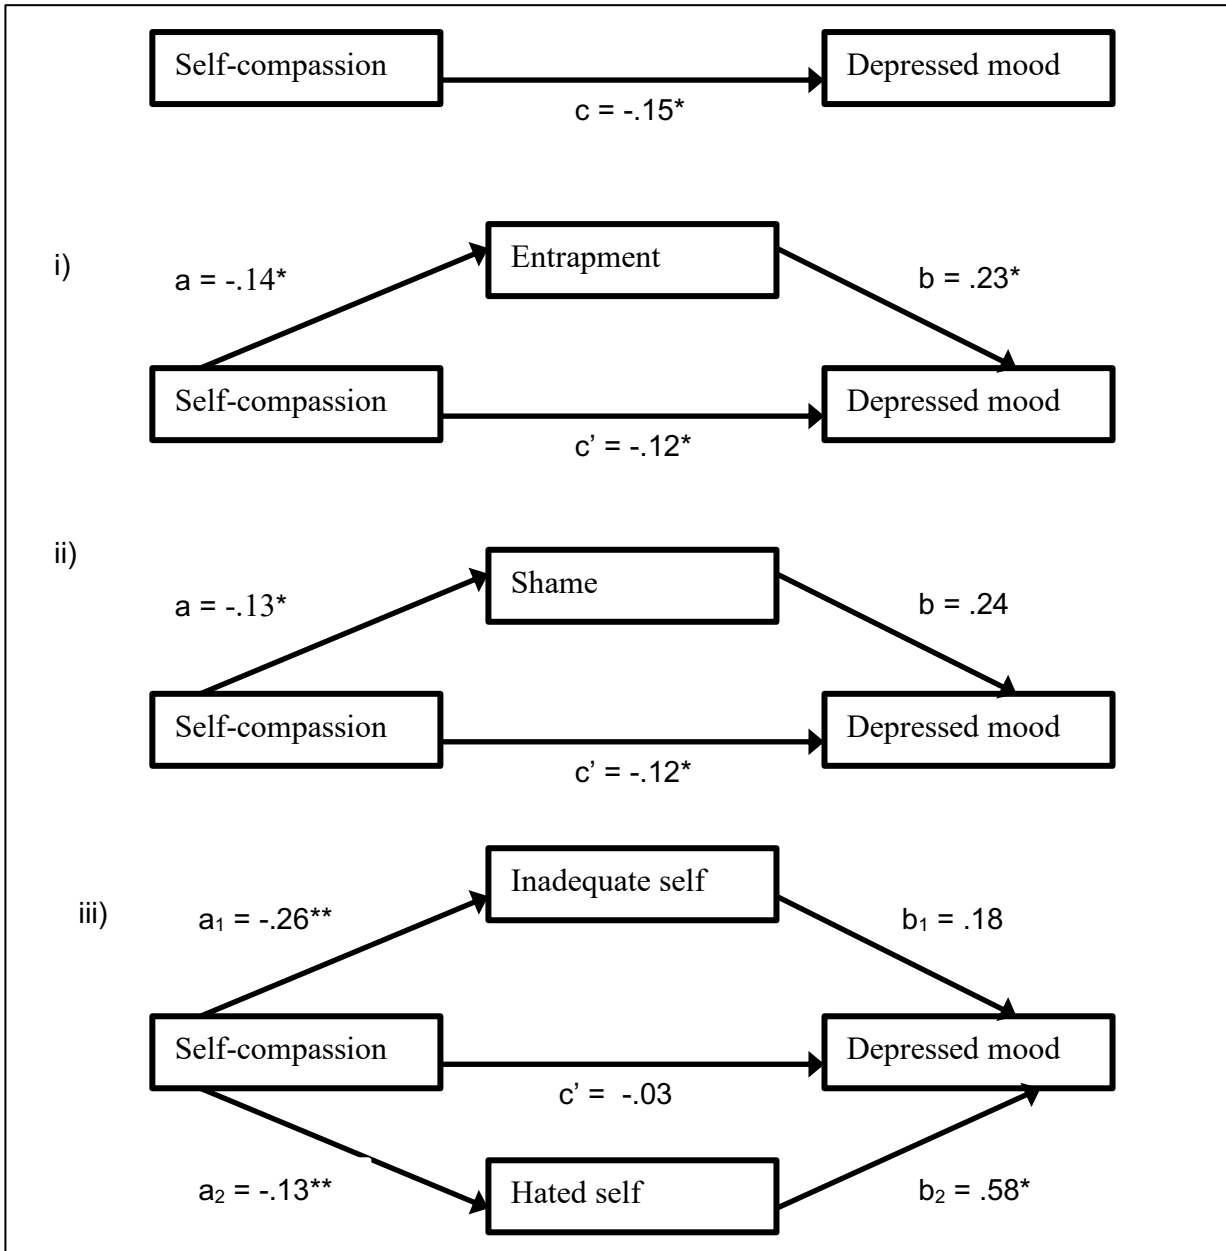 Self-compassion
Depressed mood
c = -.15*
i)
Entrapment
a = -.14*
b = .23*
Self-compassion
Depressed mood
c’ = -.12*
ii)
Shame
a = -.13*
b = .24
Self-compassion
Depressed mood
c’ = -.12*
iii)
Inadequate self
a₁ = -.26**
b₁ = .18
Self-compassion
Depressed mood
c’ = -.03
a₂ = -.13**
Hated self
b₂ = .58*